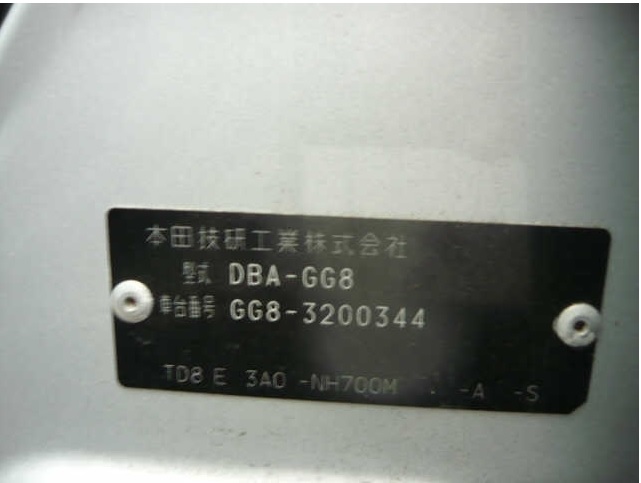 本田技研工業株式会社
型式 DBA-GG8
車台番号 GG8-3200344
TD8 E 3A0 -NH700M . -A -S